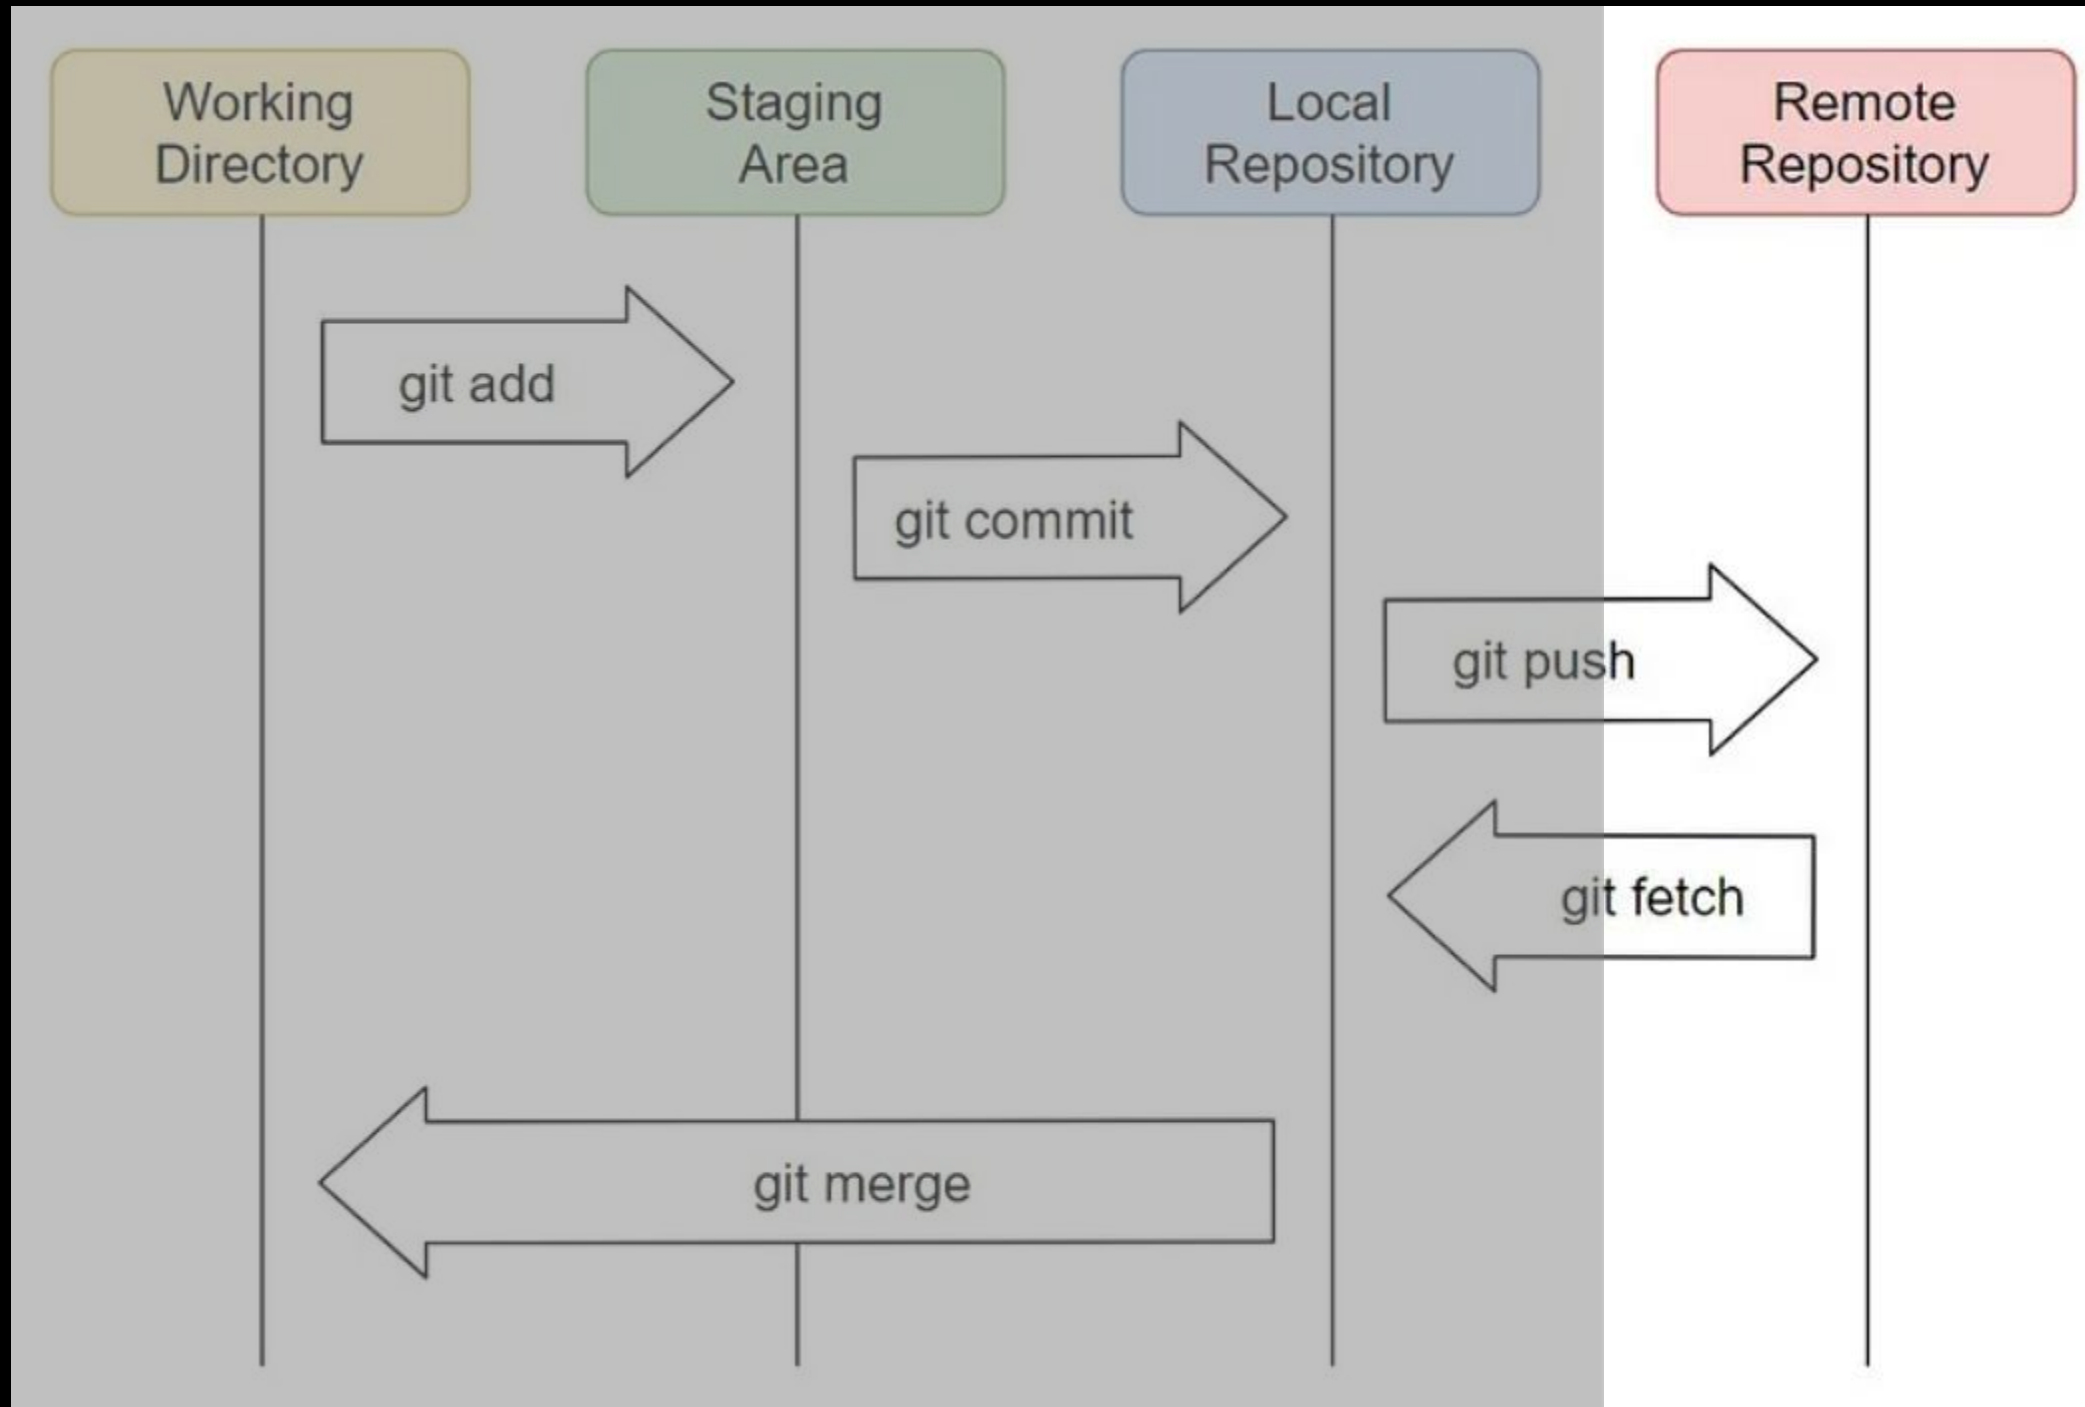 Working
Directory
Staging
Area
Local
Repository
Remote
Repository
git add
git commit
git push
git fetch
git merge